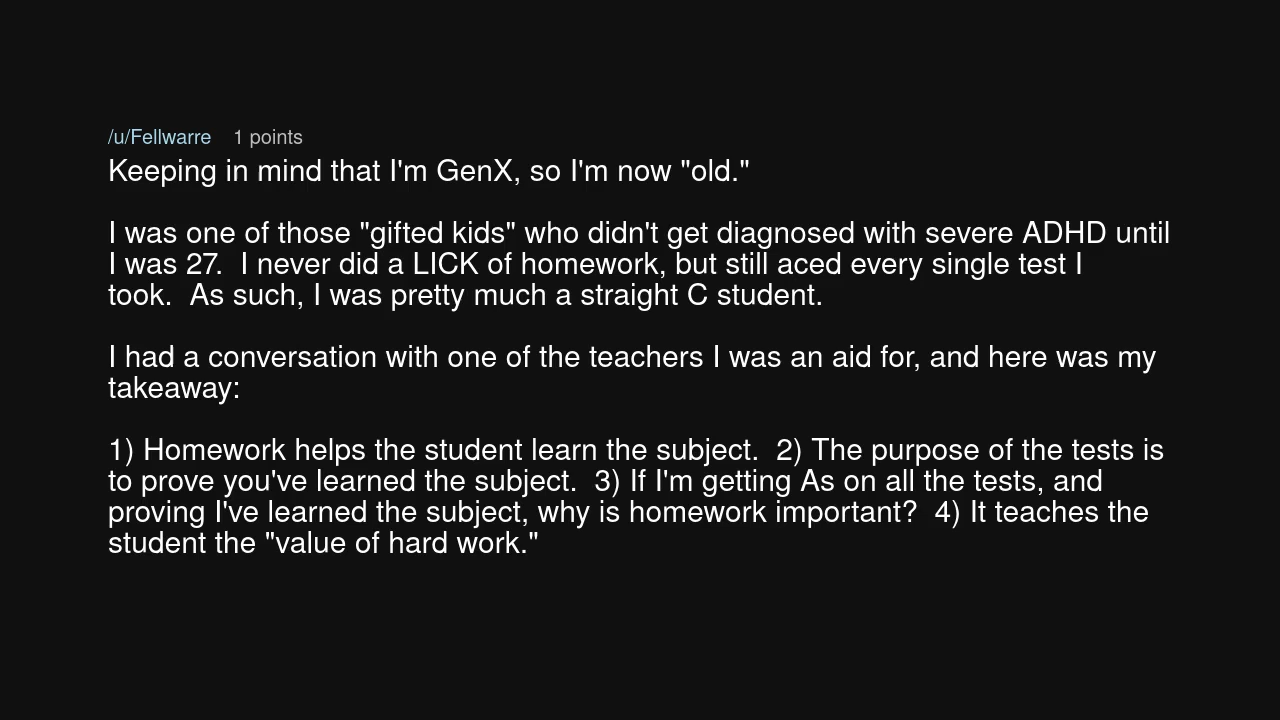 /u/Fellwarre 1 points
Keeping in mind that I'm GenX, so I'm now "old."
I was one of those "gifted kids" who didn't get diagnosed with severe ADHD until
I was 27.  I never did a LICK of homework, but still aced every single test I
took.  As such, I was pretty much a straight C student.
I had a conversation with one of the teachers I was an aid for, and here was my
takeaway:
1) Homework helps the student learn the subject.  2) The purpose of the tests is
to prove you've learned the subject.  3) If I'm getting As on all the tests, and
proving I've learned the subject, why is homework important?  4) It teaches the
student the "value of hard work."